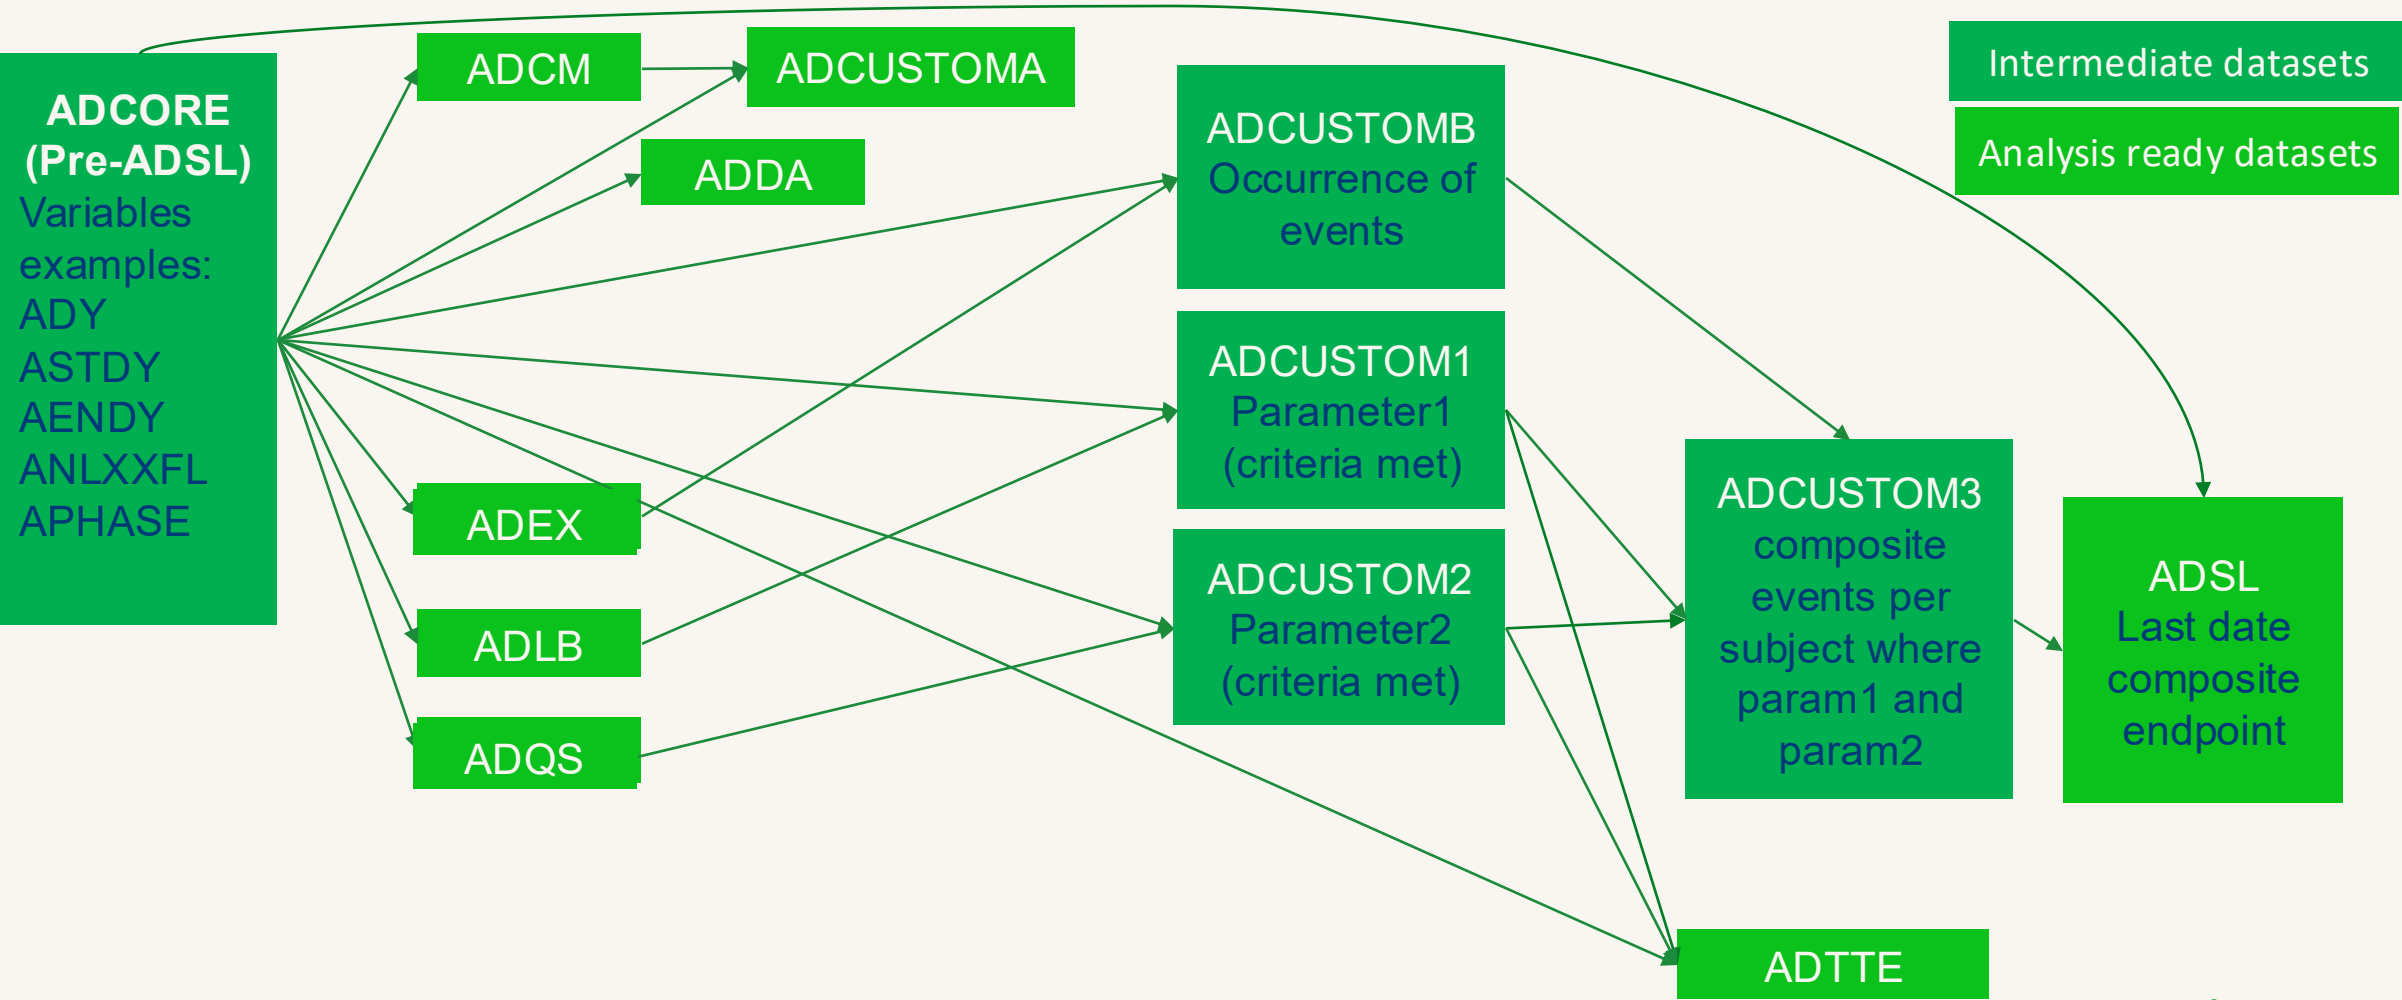 ADCORE
(Pre-ADSL)
Variables
examples:
ADY
ASTDY
AENDY
ANLXXFL
APHASE
ADCM
ADCUSTOMA
ADDA
ADEX
ADLB
ADQS
ADCUSTOMB
Occurrence of
events
ADCUSTOM1
Parameter1
(criteria met)
ADCUSTOM2
Parameter2
(criteria met)
ADCUSTOM3
composite
events per
subject where
param1 and
param2
ADSL
Last date
composite
endpoint
ADTTE
Intermediate datasets
Analysis ready datasets